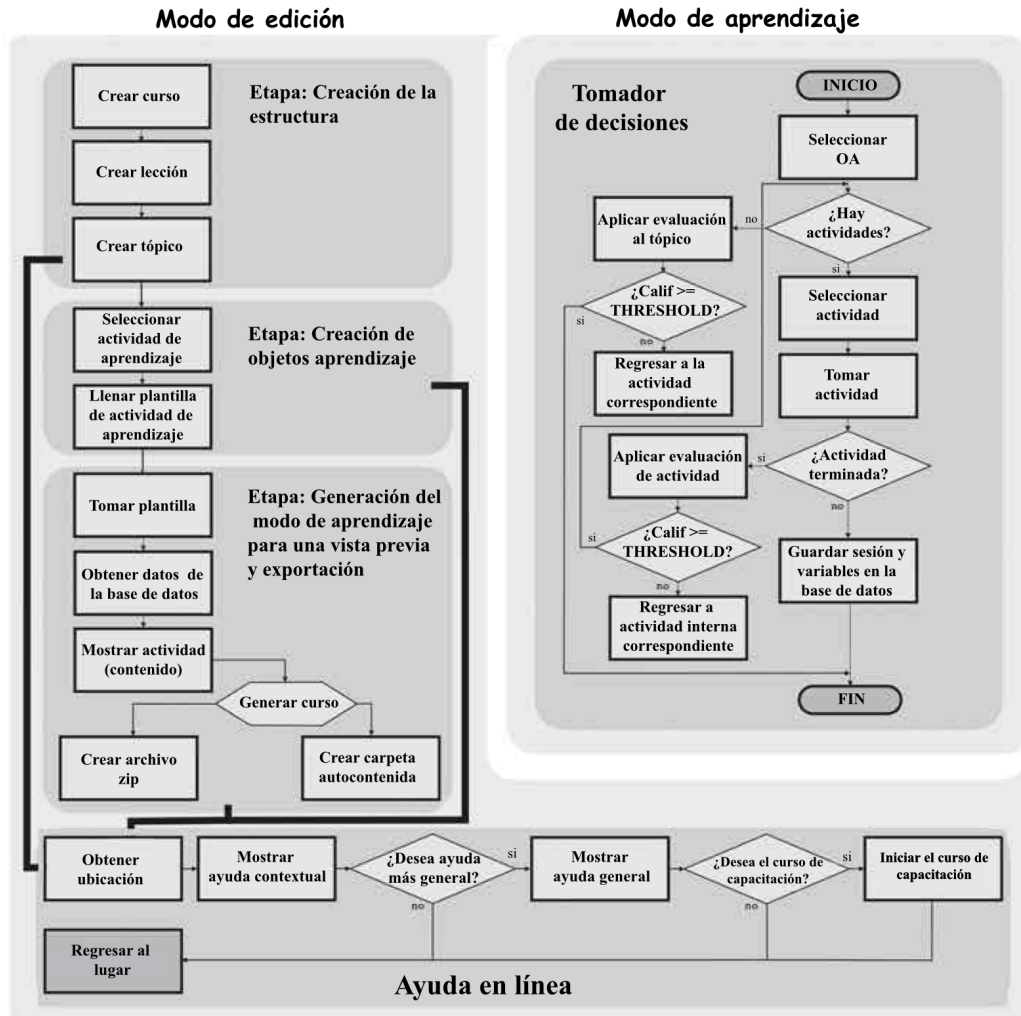 Modo de edición
Modo de aprendizaje
Crear curso
Etapa: Creación de la
estructura
Crear lección
Crear tópico
Seleccionar
actividad de
aprendizaje
Etapa: Creación de
objetos aprendizaje
Llenar plantilla
de actividad de
aprendizaje
Tomar plantilla
Etapa: Generación del
modo de aprendizaje
para una vista previa
y exportación
Obtener datos de
la base de datos
Mostrar actividad
(contenido)
Generar curso
Crear archivo
zip
Crear carpeta
autocontenida
Tomador
de decisiones
INICIO
Seleccionar
OA
¿Hay
actividades?
no
si
Aplicar evaluación
al tópico
¿Calif >=
THRESHOLD?
si
no
Regresar a la
actividad
correspondiente
Seleccionar
actividad
Tomar
actividad
¿Actividad
terminada?
si
no
Aplicar evaluación
de actividad
¿Calif >=
THRESHOLD?
si
no
Regresar a
actividad interna
correspondiente
Guardar sesión y
variables en la
base de datos
FIN
Obtener
ubicación
Mostrar
ayuda contextual
¿Desea ayuda
más general?
si
no
Mostrar
ayuda general
¿Desea el curso de
capacitación?
si
no
Iniciar el curso de
capacitación
Regresar al
lugar
Ayuda en línea